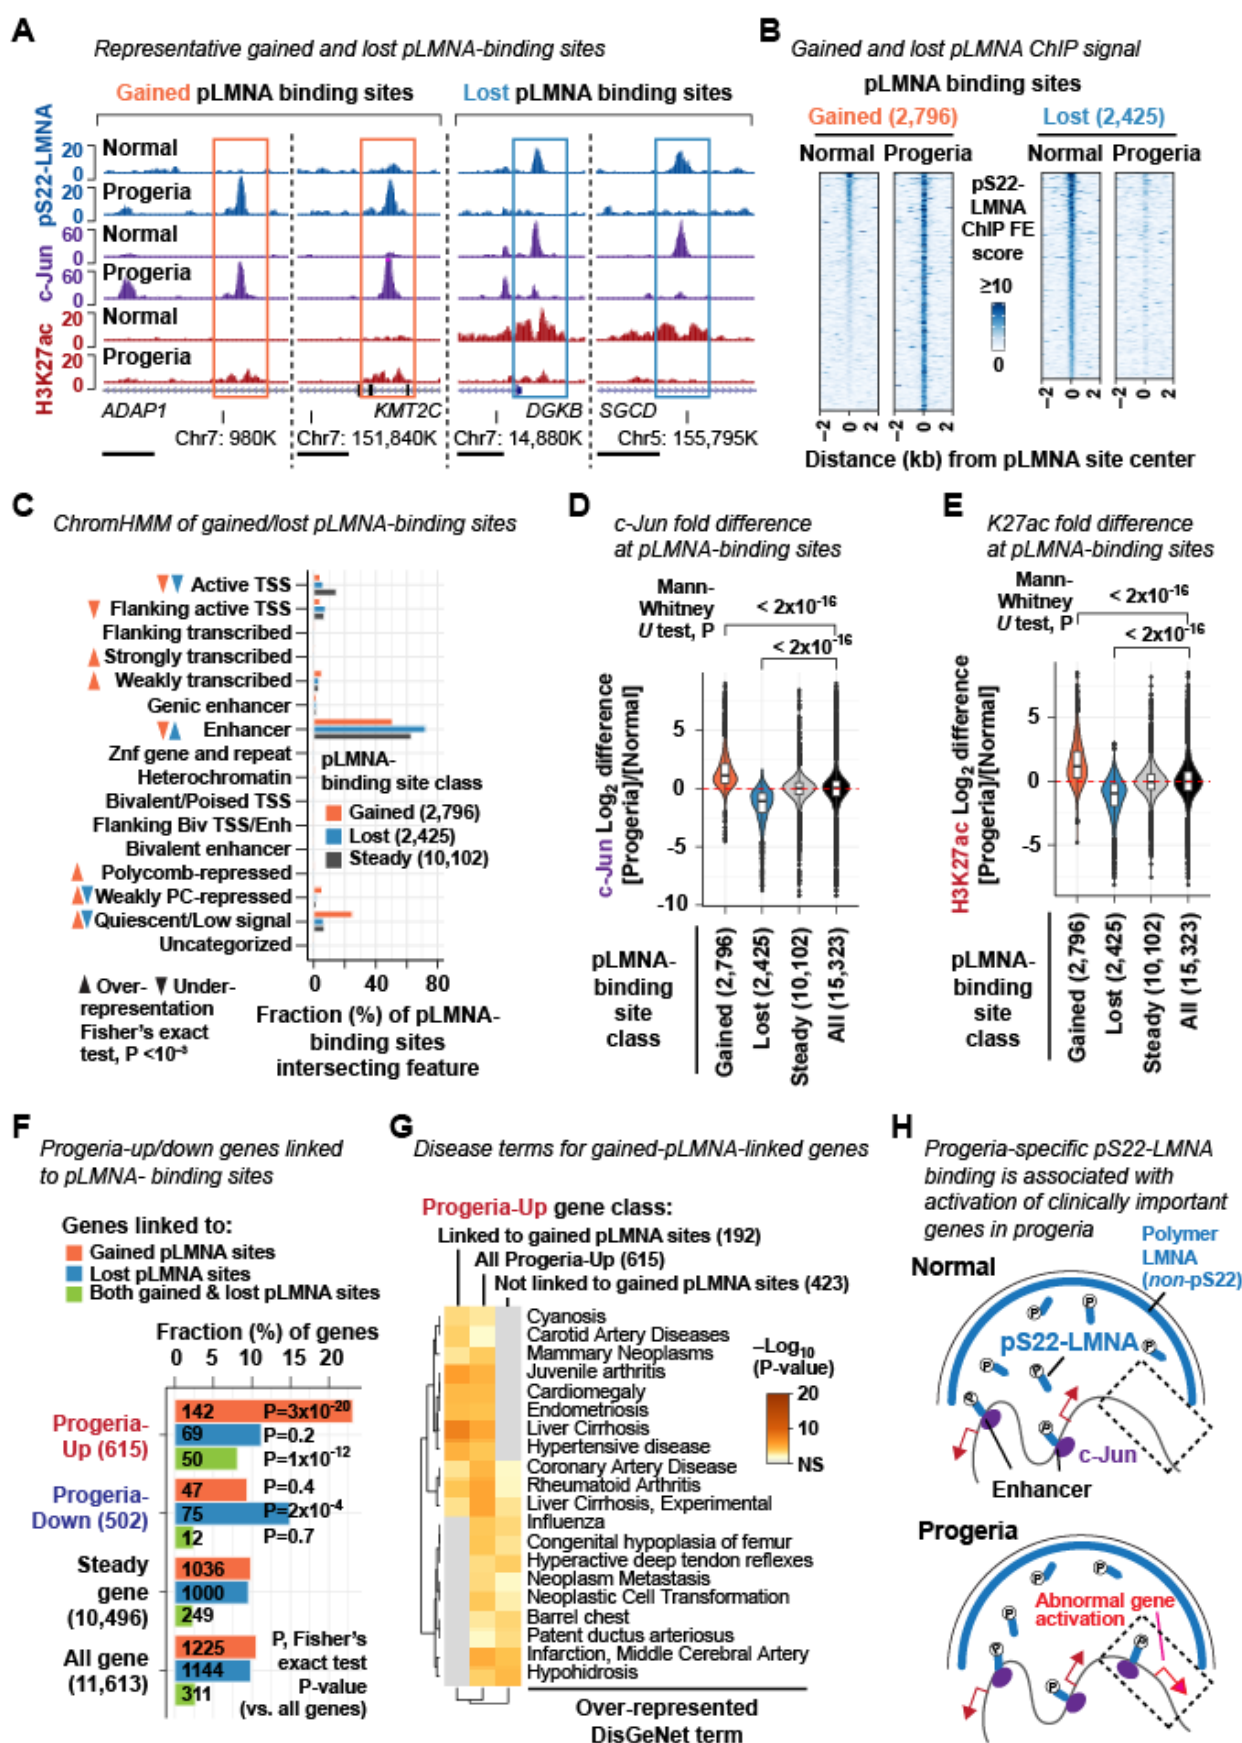 A
Representative gained and lost pLMNA-binding sites
Gained pLMNA binding sites
Lost pLMNA binding sites
pS22-LMNA
c-Jun
H3K27ac
20
0
Normal
20
0
Progeria
60
0
Normal
60
0
Progeria
20
0
Normal
20
0
Progeria
ADAP1
KMT2C
DGKB
SGCD
Chr7: 980K
Chr7: 151,840K
Chr7: 14,880K
Chr5: 155,795K
B
Gained and lost pLMNA ChIP signal
pLMNA binding sites
Gained (2,796)
Lost (2,425)
Normal Progeria
Normal Progeria
pS22-
LMNA
ChIP FE
score
≥10
0
-2 0 2
-2 0 2
-2 0 2
-2 0 2
Distance (kb) from pLMNA site center
C
ChromHMM of gained/lost pLMNA-binding sites
Active TSS
Flanking active TSS
Flanking transcribed
Strongly transcribed
Weakly transcribed
Genic enhancer
Enhancer
Znf gene and repeat
Heterochromatin
Bivalent/Poised TSS
Flanking Biv TSS/Enh
Bivalent enhancer
Polycomb-repressed
Weakly PC-repressed
Quiescent/Low signal
Uncategorized
pLMNA-
binding site class
Gained (2,796)
Lost (2,425)
Steady (10,102)
0 40 80
Fraction (%) of pLMNA-
binding sites
intersecting feature
▲ Over- ▼ Under-
representation
Fisher's exact
test, P <10⁻³
D
c-Jun fold difference
at pLMNA-binding sites
Mann-
Whitney
U test, P
< 2x10⁻¹⁶
< 2x10⁻¹⁶
c-Jun Log₂ difference
[Progeria]/[Normal]
5
0
-5
-10
pLMNA-
binding
site
class
Gained (2,796)
Lost (2,425)
Steady (10,102)
All (15,323)
E
K27ac fold difference
at pLMNA-binding sites
Mann-
Whitney
U test, P
< 2x10⁻¹⁶
< 2x10⁻¹⁶
H3K27ac Log₂ difference
[Progeria]/[Normal]
5
0
-5
pLMNA-
binding
site
class
Gained (2,796)
Lost (2,425)
Steady (10,102)
All (15,323)
F
Progeria-up/down genes linked
to pLMNA- binding sites
Genes linked to:
Gained pLMNA sites
Lost pLMNA sites
Both gained & lost pLMNA sites
Fraction (%) of genes
0 5 10 15 20
Progeria-
Up (615)
142 P=3x10⁻²⁰
69 P=0.2
50 P=1x10⁻¹²
Progeria-
Down (502)
47 P=0.4
75 P=2x10⁻⁴
12 P=0.7
Steady
gene
(10,496)
1036
1000
249
All gene
(11,613)
1225
1144
311
P, Fisher's
exact test
P-value
(vs. all genes)
G
Disease terms for gained-pLMNA-linked genes
Progeria-Up gene class:
Linked to gained pLMNA sites (192)
All Progeria-Up (615)
Not linked to gained pLMNA sites (423)
Cyanosis
Carotid Artery Diseases
Mammary Neoplasms
Juvenile arthritis
Cardiomegaly
Endometriosis
Liver Cirrhosis
Hypertensive disease
Coronary Artery Disease
Rheumatoid Arthritis
Liver Cirrhosis, Experimental
Influenza
Congenital hypoplasia of femur
Hyperactive deep tendon reflexes
Neoplasm Metastasis
Neoplastic Cell Transformation
Barrel chest
Patent ductus arteriosus
Infarction, Middle Cerebral Artery
Hypohidrosis
–Log₁₀
(P-value)
20
10
NS
Over-represented
DisGeNet term
H
Progeria-specific pS22-LMNA
binding is associated with
activation of clinically important
genes in progeria
Normal
Polymer
LMNA
(non-pS22)
P
P
P
P
P
P
P
pS22-LMNA
c-Jun
Enhancer
Progeria
P
P
P
P
P
P
Abnormal gene
activation